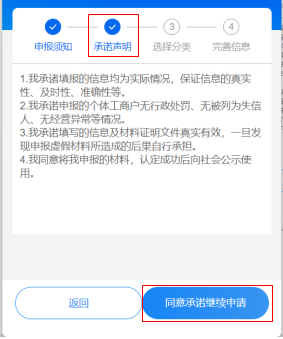 3 4
申报须知 承诺声明 选择分类 完善信息
1.我承诺填报的信息均为实际情况，保证信息的真实
性、及时性、准确性等。
2.我承诺申报的个体工商户无行政处罚、无被列为失信
人、无经营异常等情况。
3.我承诺填写的信息及材料证明文件真实有效，一旦发
现申报虚假材料所造成的后果自行承担。
4.我同意将我申报的材料，认定成功后向社会公示使
用。
返回 同意承诺继续申请